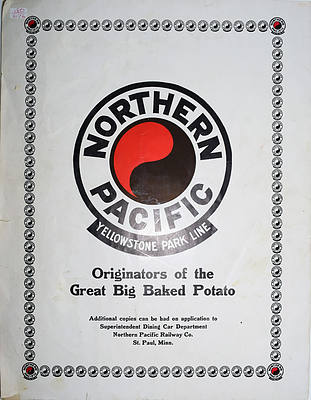 NORTHERN
PACIFIC
YELLOWSTONE PARK LINE
Originators of the
Great Big Baked Potato
Additional copies can be had on application to
Superintendent Dining Car Department
Northern Pacific Railway Co.
St. Paul, Minn.